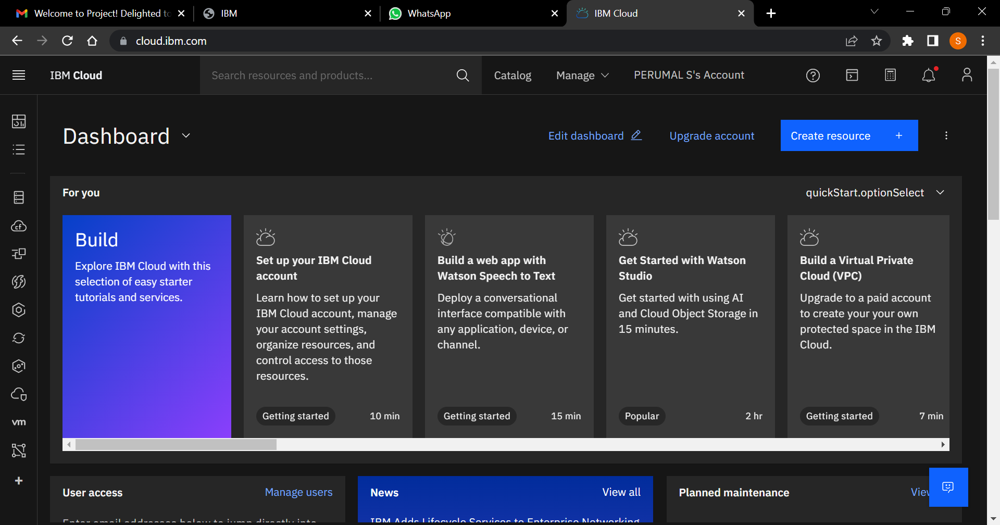 Welcome to Project! Delighted to
IBM
WhatsApp
IBM Cloud
cloud.ibm.com
S
IBM Cloud
Search resources and products...
Catalog
Manage
PERUMAL S's Account
Dashboard
Edit dashboard
Upgrade account
Create resource +
For you
quickStart.optionSelect
Build
Explore IBM Cloud with this
selection of easy starter
tutorials and services.
Set up your IBM Cloud
account
Learn how to set up your
IBM Cloud account, manage
your account settings,
organize resources, and
control access to those
resources.
Getting started
10 min
Build a web app with
Watson Speech to Text
Deploy a conversational
interface compatible with
any application, device, or
channel.
Getting started
15 min
Get Started with Watson
Studio
Get started with using AI
and Cloud Object Storage in
15 minutes.
Popular
2 hr
Build a Virtual Private
Cloud (VPC)
Upgrade to a paid account
to create your your own
protected space in the IBM
Cloud.
Getting started
7 min
cf
vm
User access
Manage users
Enter email addresses below to jump directly into
News
View all
IBM Adds Lifecycle Services to Enterprise Networking
Planned maintenance